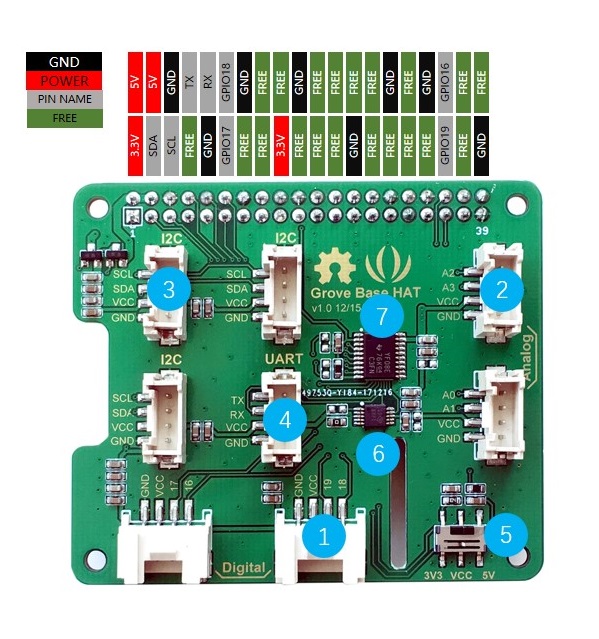 GND
POWER
PIN NAME
FREE
5V 5V GND TX RX GPIO18 GND FREE FREE GND FREE FREE FREE FREE GND FREE GND GPIO16 FREE FREE
3.3V SDA SCL FREE GND GPIO17 FREE FREE 3.3V FREE FREE FREE GND FREE FREE FREE FREE GPIO19 FREE GND
1
39
I2C
SCL
SDA
VCC
GND
3
I2C
SCL
SDA
VCC
GND
Grove Base HAT
v1.0 12/15
7
A2
A3
VCC
GND
2
Analog
I2C
SCL
SDA
VCC
GND
UART
TX
RX
VCC
GND
4
YF08E
C3FN
49753Q-Y184-171216
6
A0
A1
VCC
GND
GND VCC 17 16
GND VCC 19 18
1
5
Digital
3V3 VCC 5V